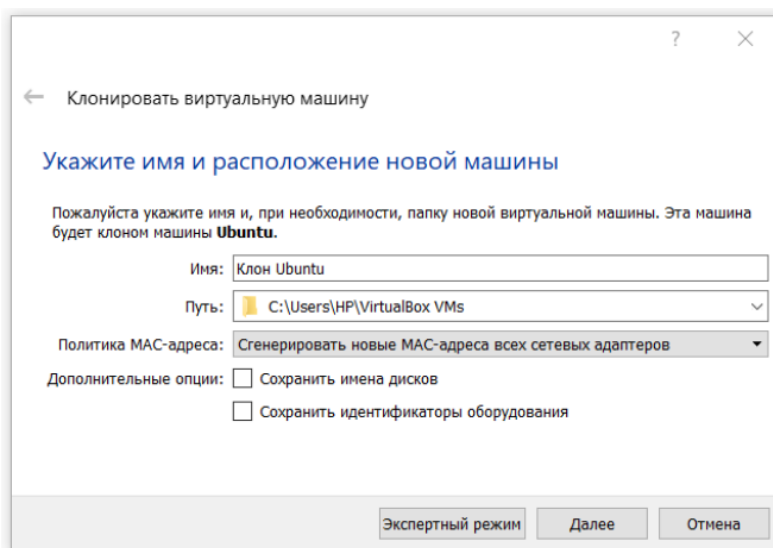 ?
Клонировать виртуальную машину
Укажите имя и расположение новой машины
Пожалуйста укажите имя и, при необходимости, папку новой виртуальной машины. Эта машина
будет клоном машины Ubuntu.
Имя: Клон Ubuntu
Путь: C:\Users\HP\VirtualBox VMs
Политика MAC-адреса: Сгенерировать новые MAC-адреса всех сетевых адаптеров
Дополнительные опции: Сохранить имена дисков
Сохранить идентификаторы оборудования
Экспертный режим Далее Отмена